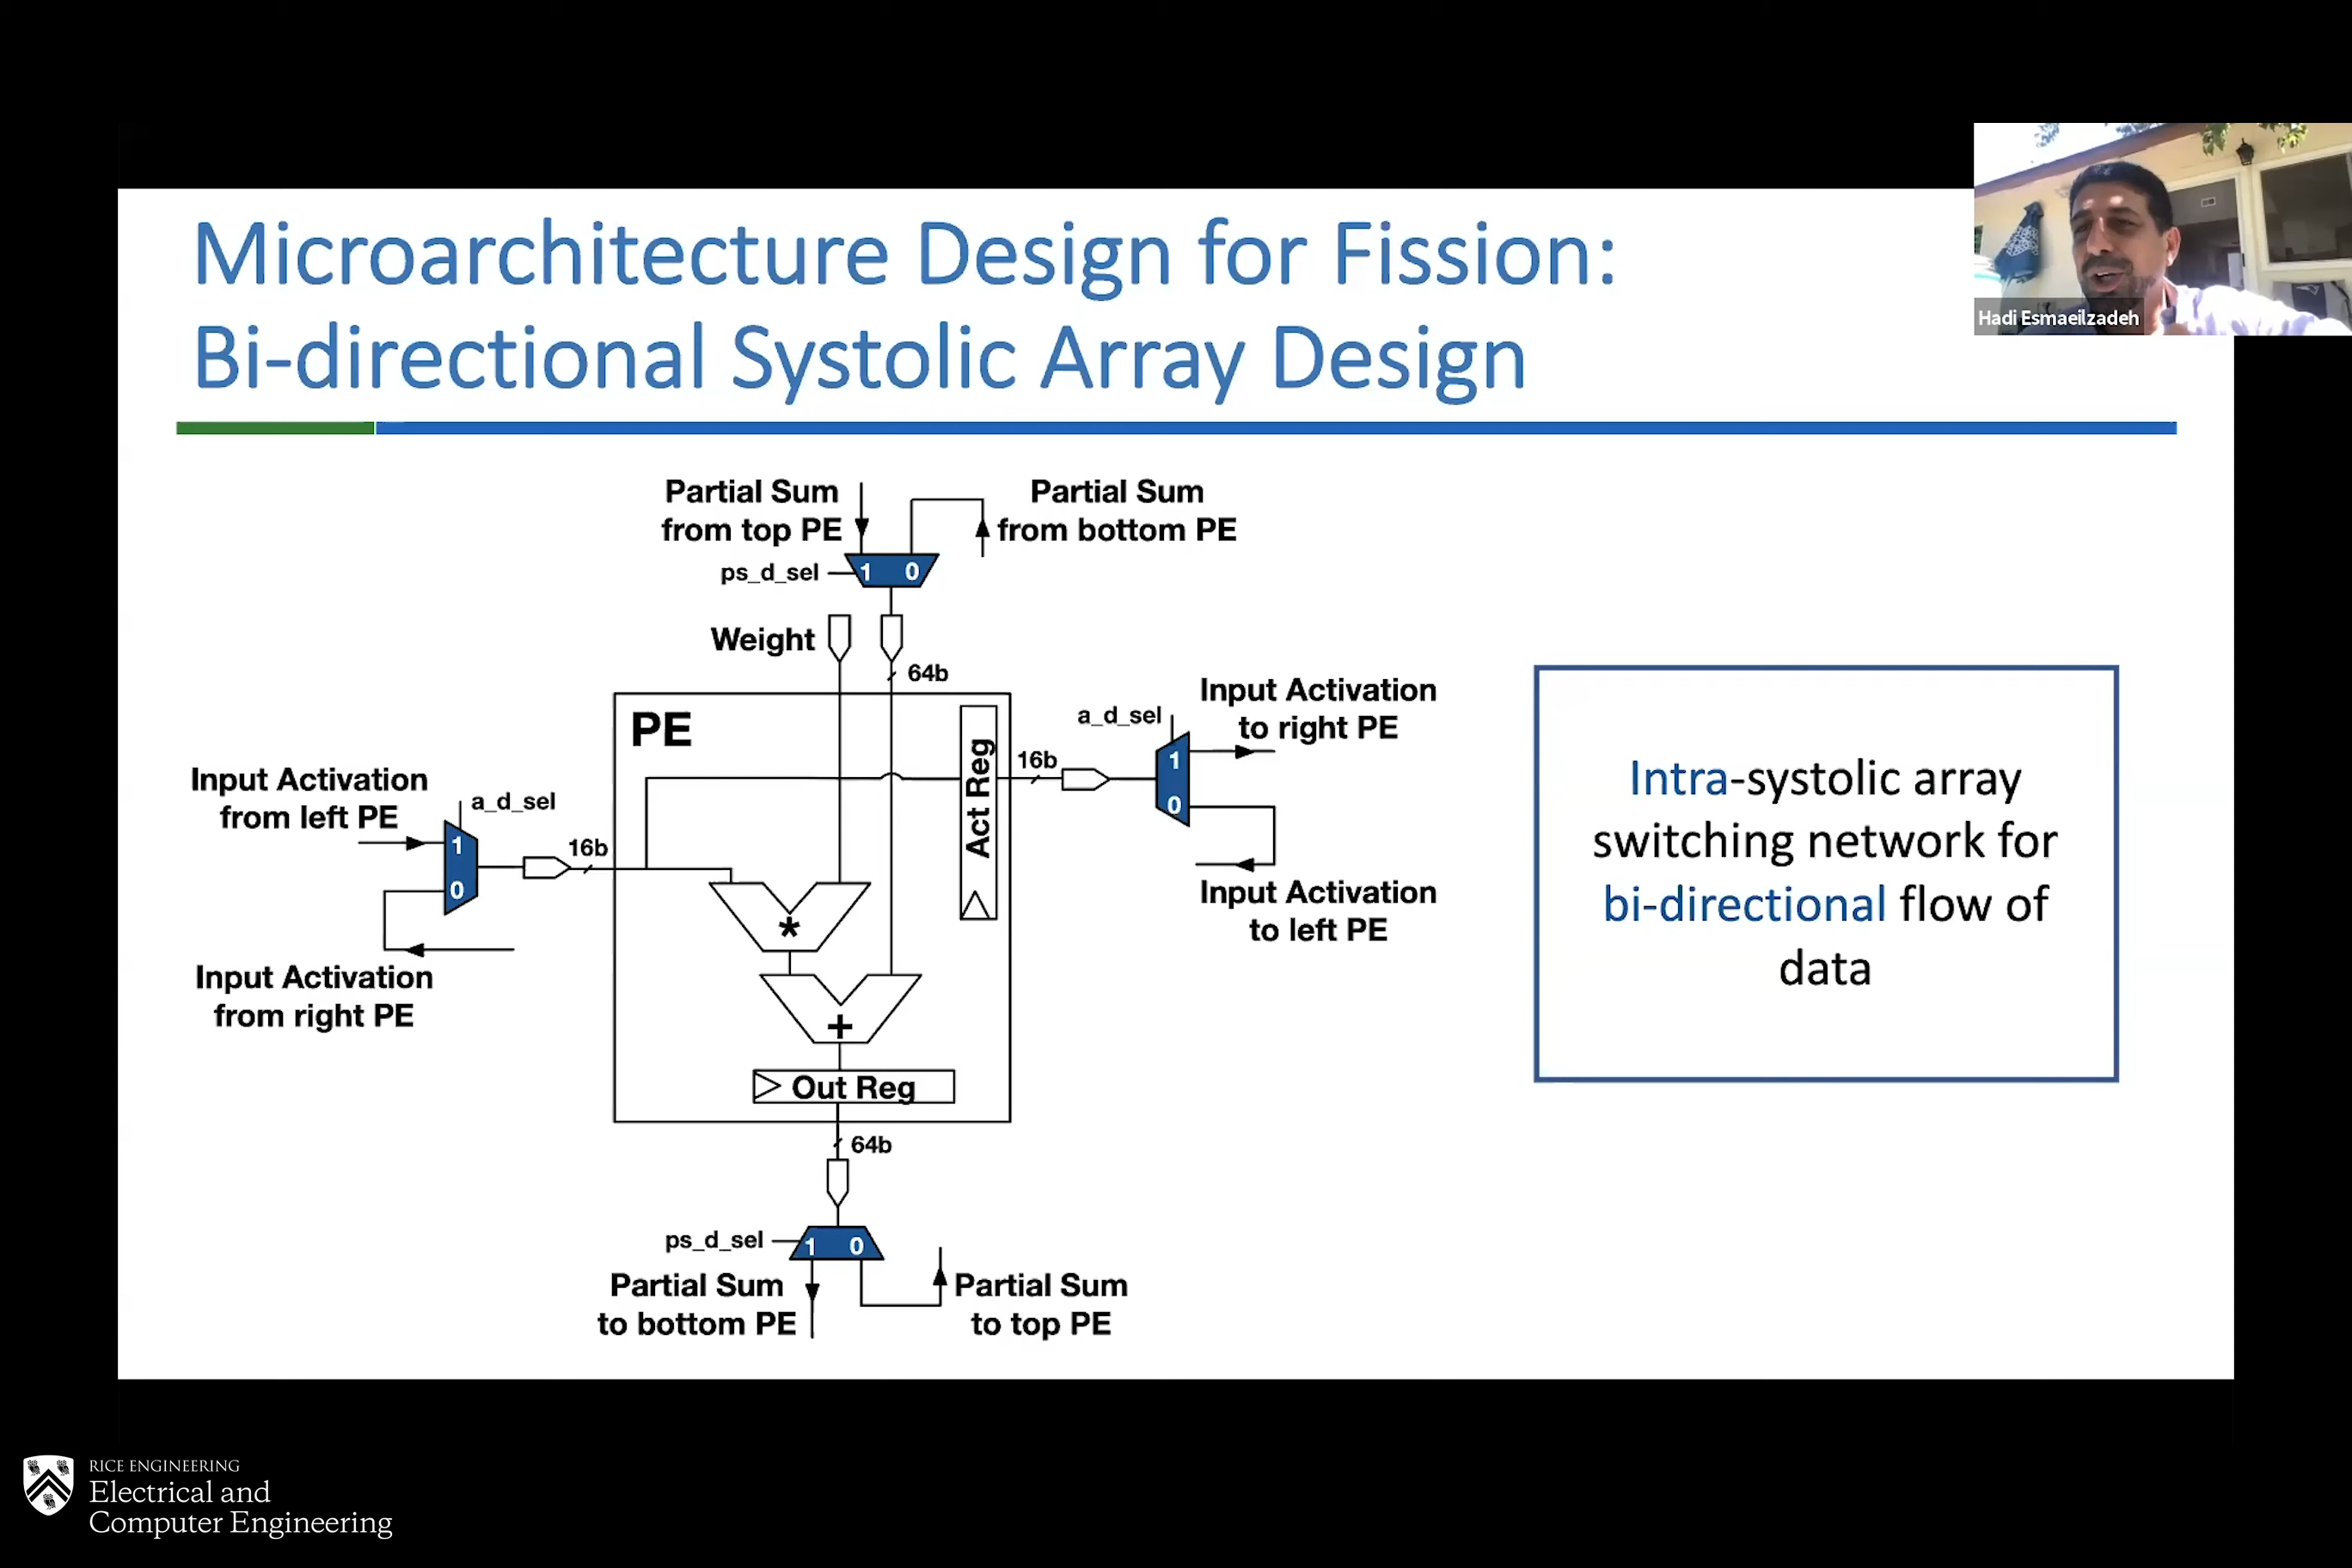 Microarchitecture Design for Fission:
Bi-directional Systolic Array Design
Hadi Esmaeilzadeh
Partial Sum
from top PE
Partial Sum
from bottom PE
ps_d_sel
1 0
Weight
64b
PE
Act Reg
16b
a_d_sel
1
0
Input Activation
to right PE
Input Activation
to left PE
Input Activation
from left PE
a_d_sel
1
0
16b
Input Activation
from right PE
*
+
Out Reg
64b
ps_d_sel
1 0
Partial Sum
to bottom PE
Partial Sum
to top PE
Intra-systolic array
switching network for
bi-directional flow of
data
RICE ENGINEERING
Electrical and
Computer Engineering